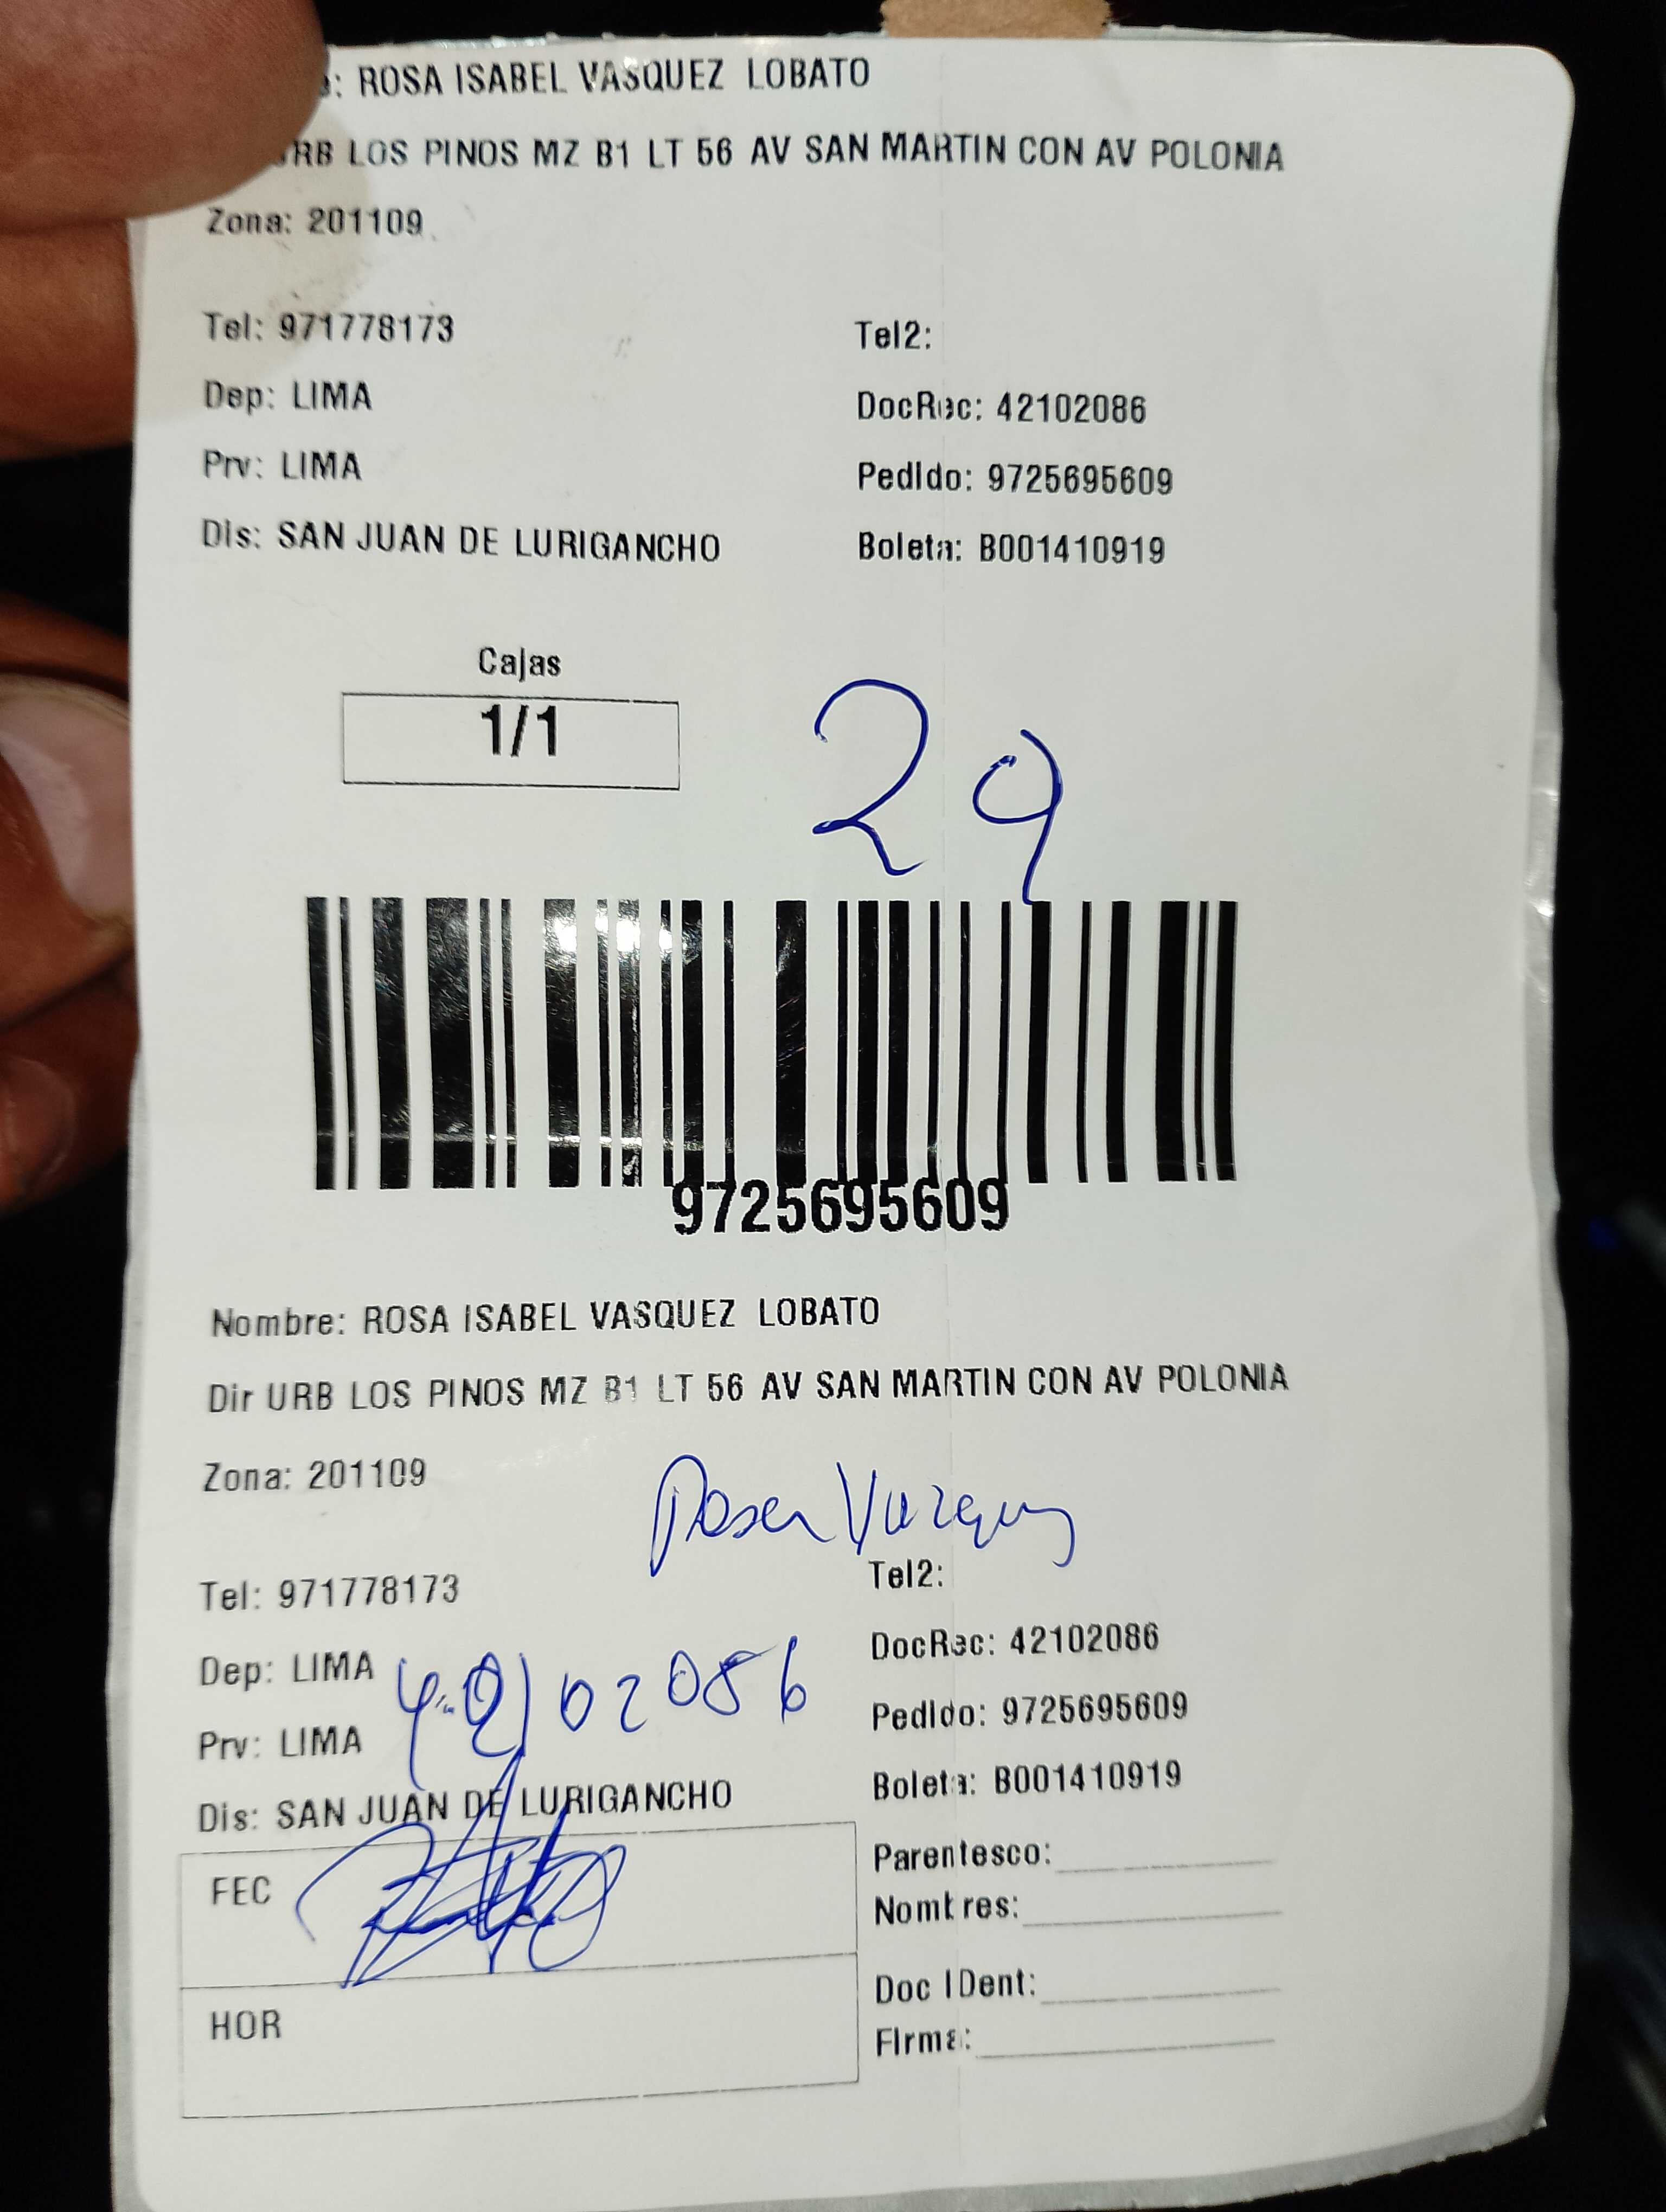 : ROSA ISABEL VASQUEZ LOBATO
URB LOS PINOS MZ B1 LT 56 AV SAN MARTIN CON AV POLONIA
Zona: 201109
Tel: 971778173
Tel2:
Dep: LIMA
DocRec: 42102086
Prv: LIMA
Pedido: 9725695609
Dis: SAN JUAN DE LURIGANCHO
Boleta: B001410919
Cajas
1/1
29
9725695609
Nombre: ROSA ISABEL VASQUEZ LOBATO
Dir URB LOS PINOS MZ B1 LT 56 AV SAN MARTIN CON AV POLONIA
Zona: 201109
Rosa Vazquez
Tel: 971778173
Tel2:
Dep: LIMA
42102086
DocRec: 42102086
Prv: LIMA
Pedido: 9725695609
Dis: SAN JUAN DE LURIGANCHO
Boleta: B001410919
FEC
Parentesco:
Nombres:
HOR
Doc IDent:
Firma: